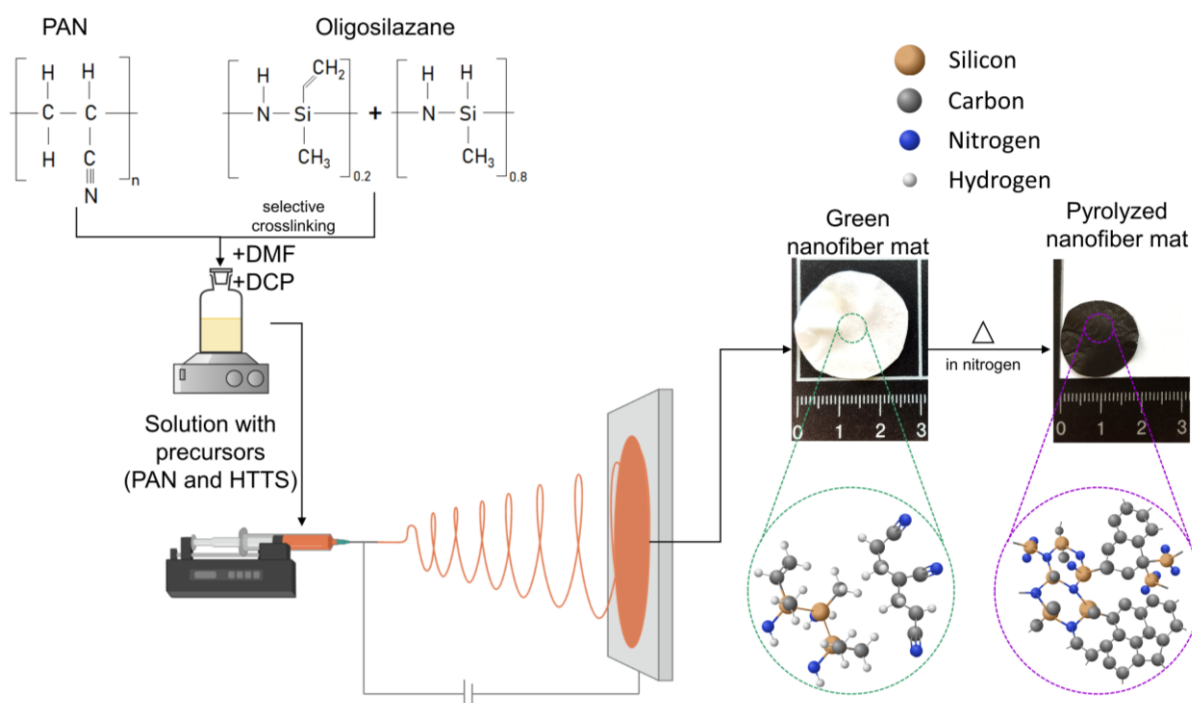 PAN
Oligosilazane
H H
C C
H C
N
n
H CH₂
N Si
CH₃
0.2
+
H H
N Si
CH₃
0.8
selective
crosslinking
+DMF
+DCP
Solution with
precursors
(PAN and HTTS)
Silicon
Carbon
Nitrogen
Hydrogen
Green
nanofiber mat
0 1 2 3
△
in nitrogen
Pyrolyzed
nanofiber mat
0 1 2 3